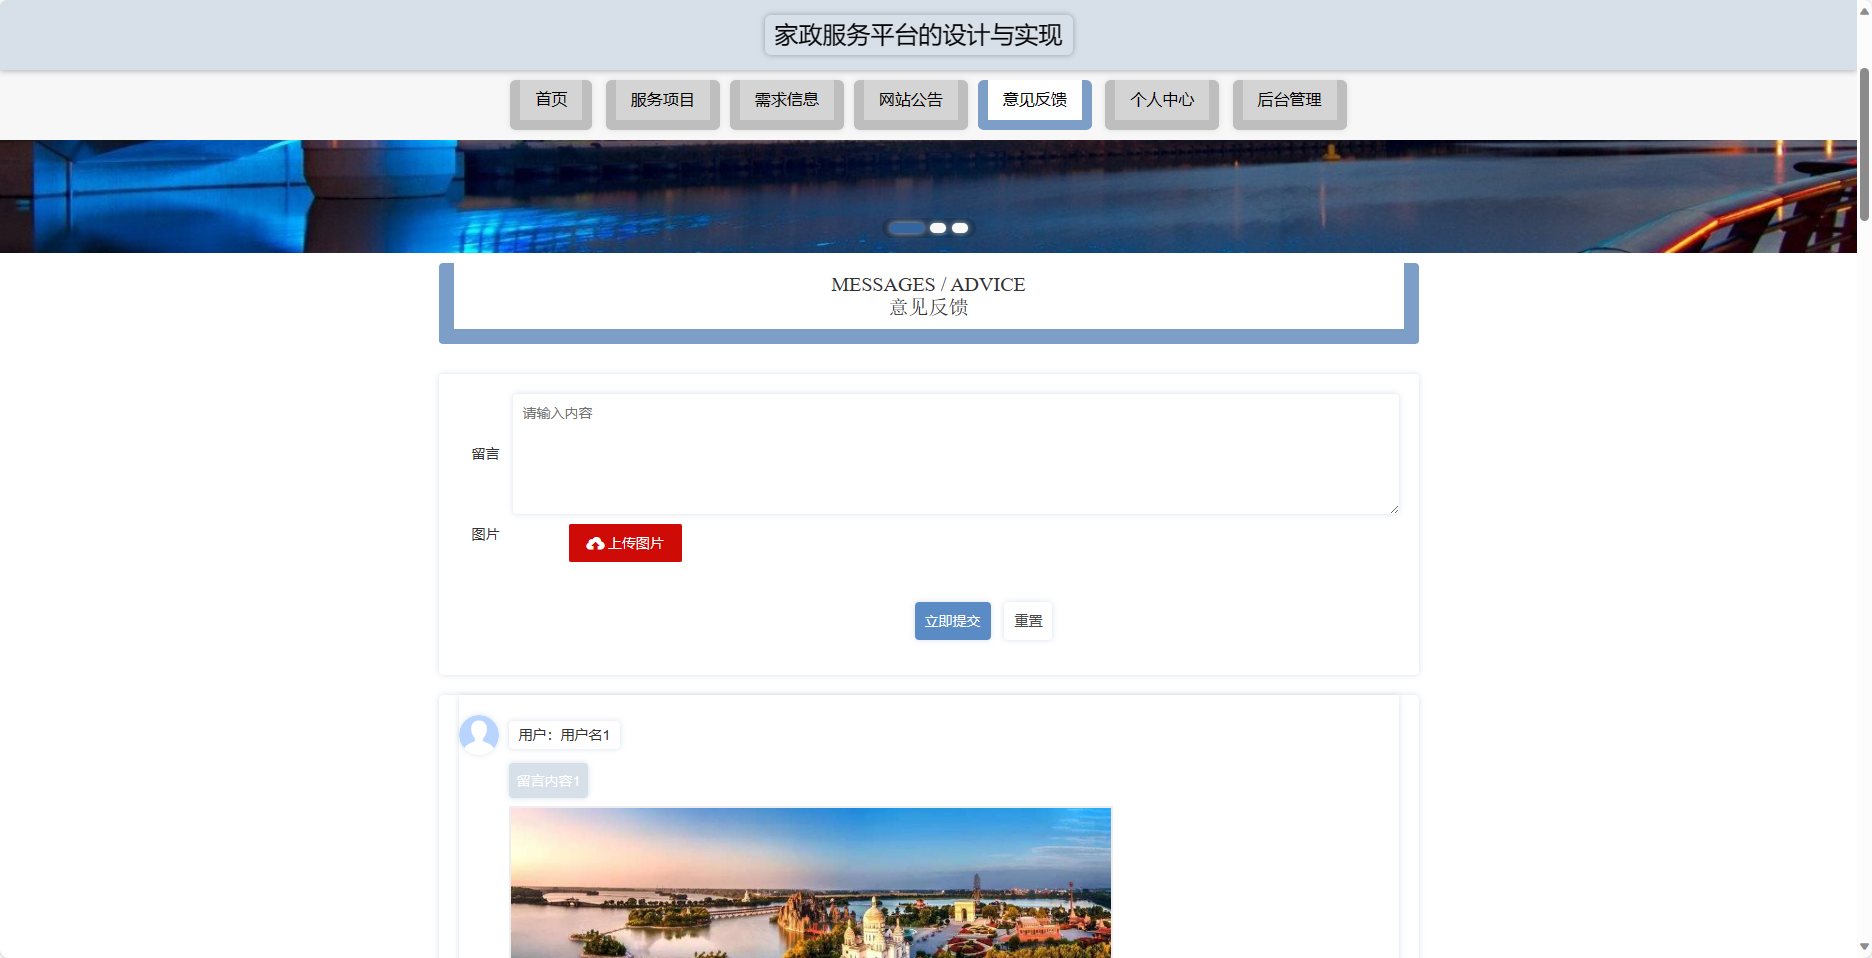 家政服务平台的设计与实现
首页 服务项目 需求信息 网站公告 意见反馈 个人中心 后台管理
MESSAGES / ADVICE
意见反馈
请输入内容
留言
图片
上传图片
立即提交 重置
用户：用户名1
留言内容1